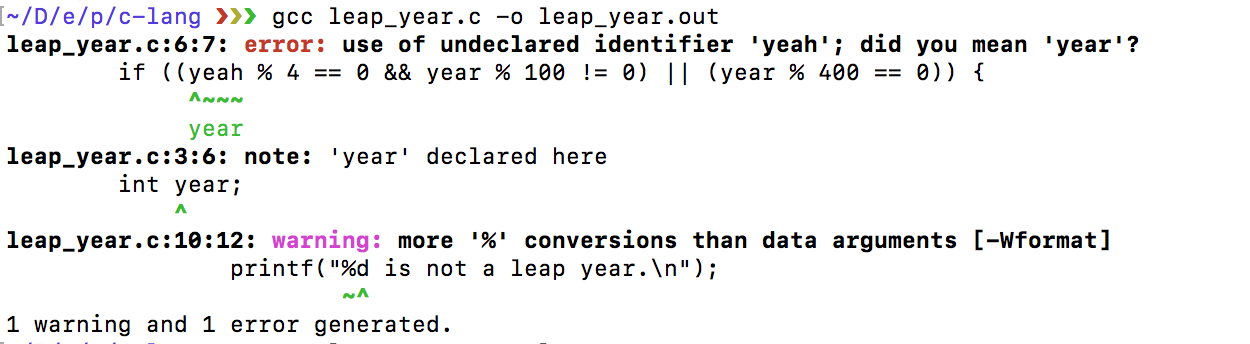 [~/D/e/p/c-lang ❯❯❯ gcc leap_year.c -o leap_year.out
leap_year.c:6:7: error: use of undeclared identifier 'yeah'; did you mean 'year'?
        if ((yeah % 4 == 0 && year % 100 != 0) || (year % 400 == 0)) {
             ^~~~
             year
leap_year.c:3:6: note: 'year' declared here
        int year;
            ^
leap_year.c:10:12: warning: more '%' conversions than data arguments [-Wformat]
                printf("%d is not a leap year.\n");
                        ~^
1 warning and 1 error generated.